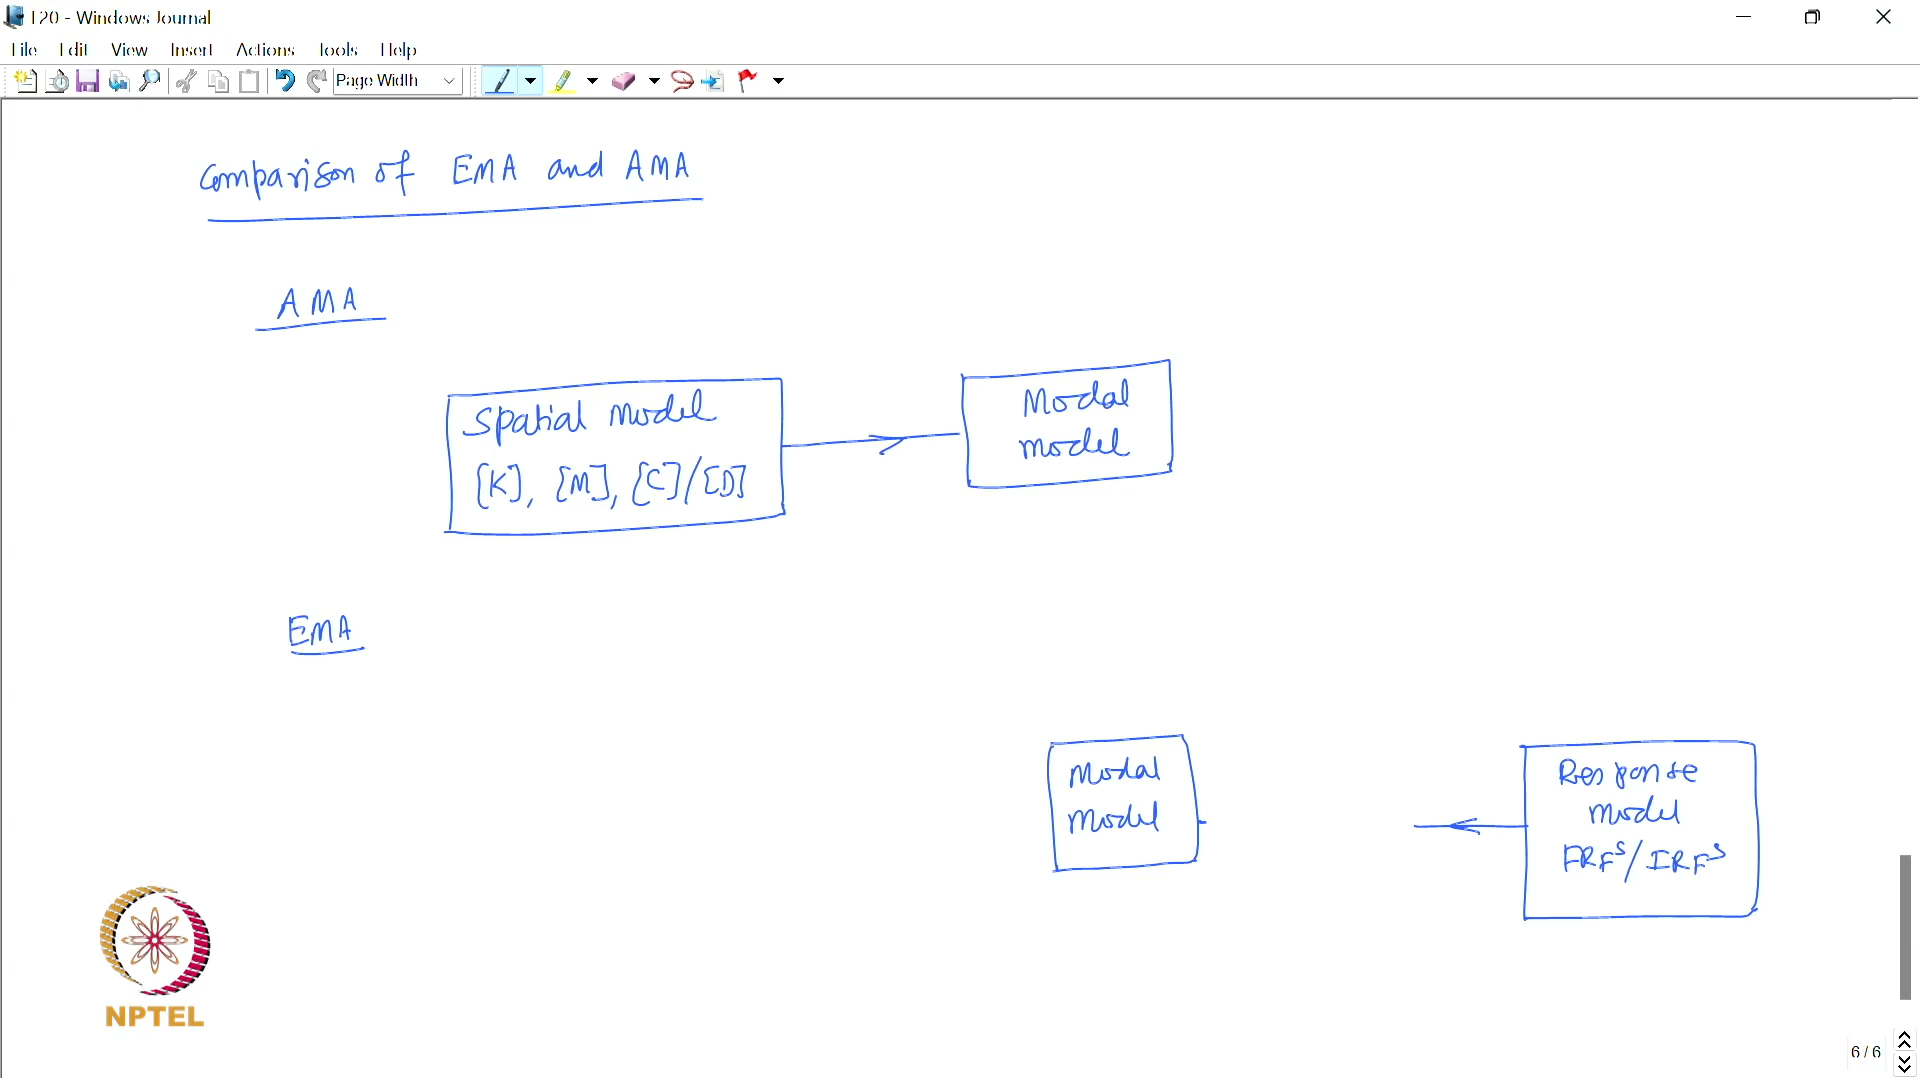 L20 - Windows Journal
File Edit View Insert Actions Tools Help
Page Width
Comparison of EMA and AMA
AMA
Spatial Model
[K], [M], [C]/[D]
Modal
model
EMA
Modal
Model
Response
Model
FRFs/IRFs
NPTEL
6 / 6